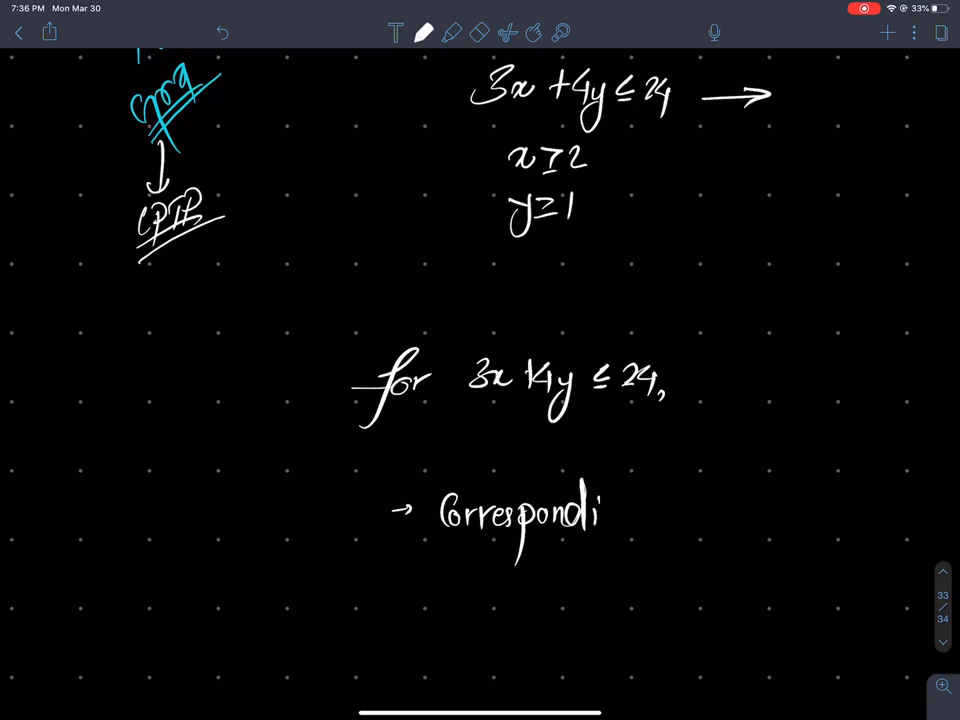 7:36 PM Mon Mar 30
33%
T
3x + 4y ≤ 24 →
x ≥ 2
y ≥ 1
for 3x + 4y ≤ 24,
→ Correspondi
33
/
34